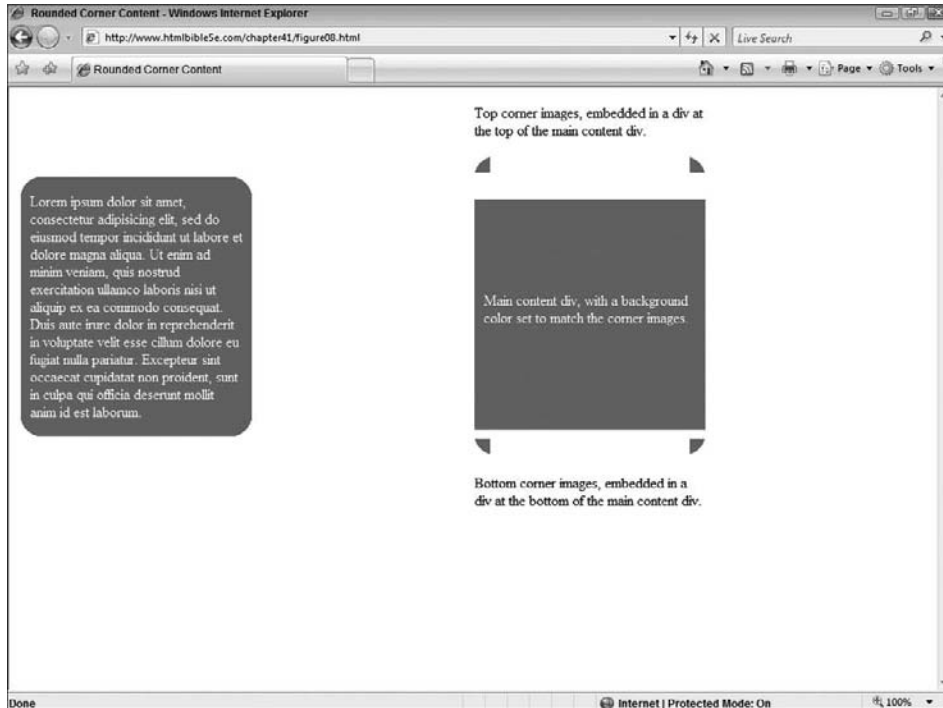 Rounded Corner Content - Windows Internet Explorer
http://www.htmlbible5e.com/chapter41/figure08.html
Live Search
Rounded Corner Content
Page
Tools
Lorem ipsum dolor sit amet,
consectetur adipisicing elit, sed do
eiusmod tempor incididunt ut labore et
dolore magna aliqua. Ut enim ad
minim veniam, quis nostrud
exercitation ullamco laboris nisi ut
aliquip ex ea commodo consequat.
Duis aute irure dolor in reprehenderit
in voluptate velit esse cillum dolore eu
fugiat nulla pariatur. Excepteur sint
occaecat cupidatat non proident, sunt
in culpa qui officia deserunt mollit
anim id est laborum.
Top corner images, embedded in a div at
the top of the main content div.
Main content div, with a background
color set to match the corner images.
Bottom corner images, embedded in a
div at the bottom of the main content div.
Done
Internet | Protected Mode: On
100%